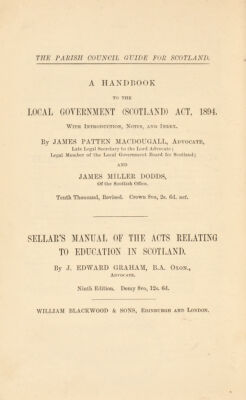 THE PARISH COUNCIL GUIDE FOR SCOTLAND.
A HANDBOOK
TO THE
LOCAL GOVERNMENT (SCOTLAND) ACT, 1894.
WITH INTRODUCTION, NOTES, AND INDEX.
BY JAMES PATTEN MACDOUGALL, ADVOCATE,
Late Legal Secretary to the Lord Advocate;
Legal Member of the Local Government Board for Scotland;
AND
JAMES MILLER DODDS,
Of the Scottish Office.
Tenth Thousand, Revised. Crown 8vo, 2s. 6d. net.
SELLAR'S MANUAL OF THE ACTS RELATING
TO EDUCATION IN SCOTLAND.
BY J. EDWARD GRAHAM, B.A. OXON.,
ADVOCATE.
Ninth Edition. Demy 8vo, 12s. 6d.
WILLIAM BLACKWOOD & SONS, EDINBURGH AND LONDON.